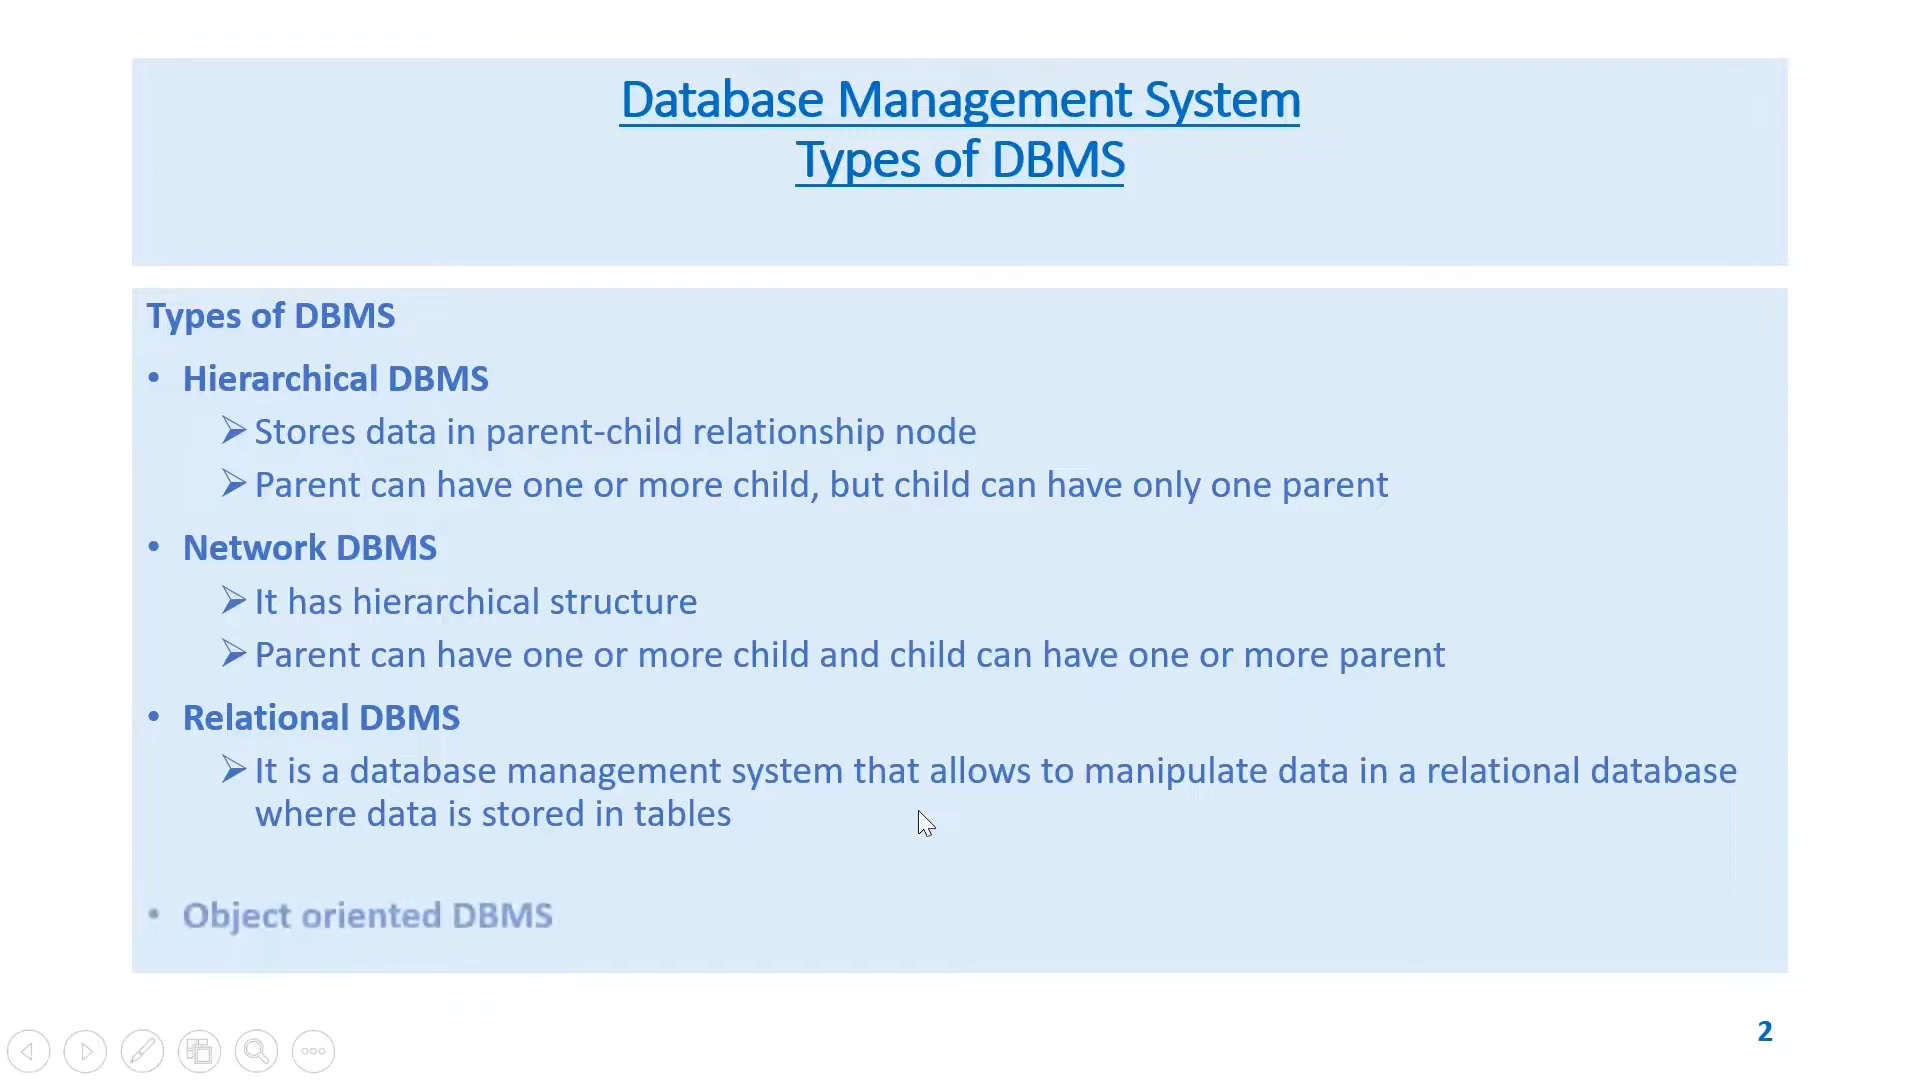 Database Management System
Types of DBMS
Types of DBMS
• Hierarchical DBMS
➢ Stores data in parent-child relationship node
➢ Parent can have one or more child, but child can have only one parent
• Network DBMS
➢ It has hierarchical structure
➢ Parent can have one or more child and child can have one or more parent
• Relational DBMS
➢ It is a database management system that allows to manipulate data in a relational database
where data is stored in tables
• Object oriented DBMS
2